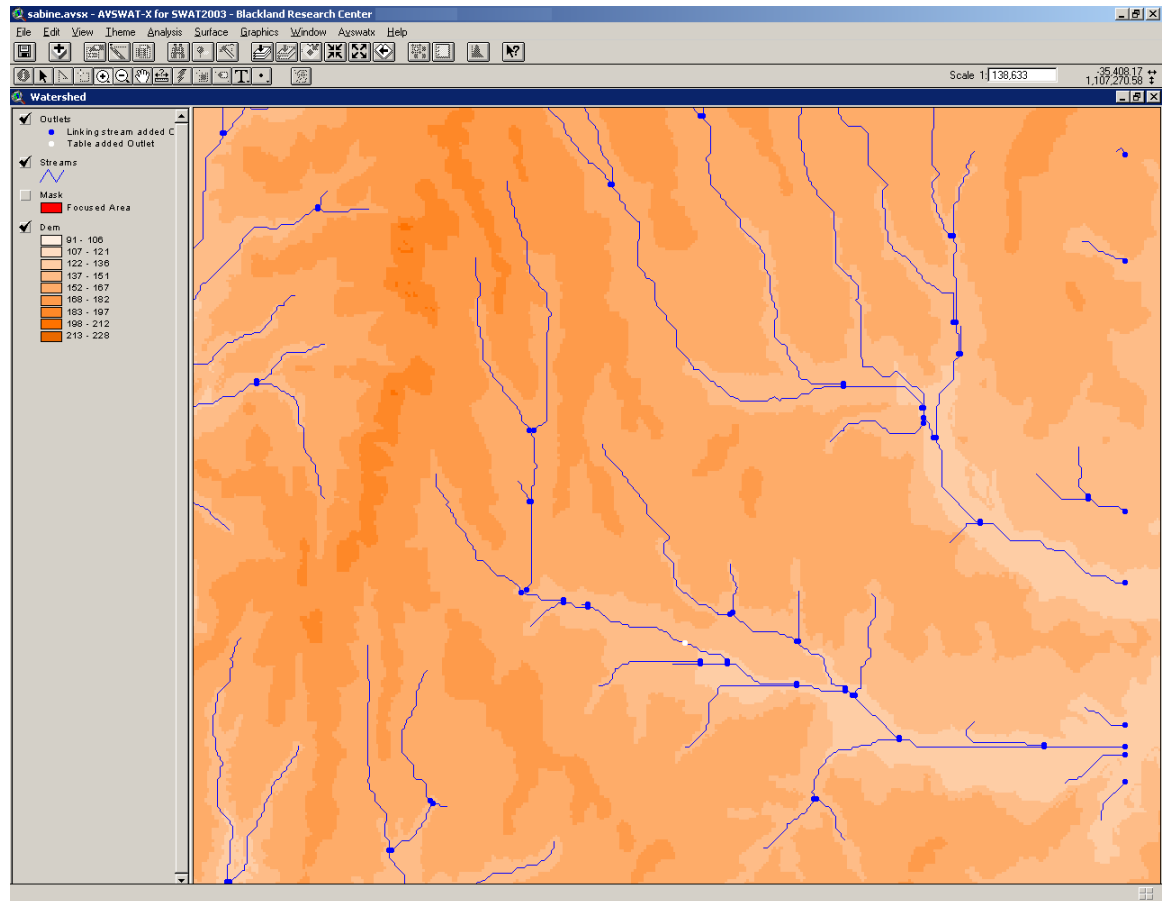 sabine.avsx - AVSWAT-X for SWAT2003 - Blackland Research Center
File Edit View Theme Analysis Surface Graphics Window Avswatx Help
Scale 1: 138,633
-35,408.17
1,107,270.58
Watershed
Outlets
Linking stream added C
Table added Outlet
Streams
Mask
Focused Area
Dem
91 - 106
107 - 121
122 - 136
137 - 151
152 - 167
168 - 182
183 - 197
198 - 212
213 - 228